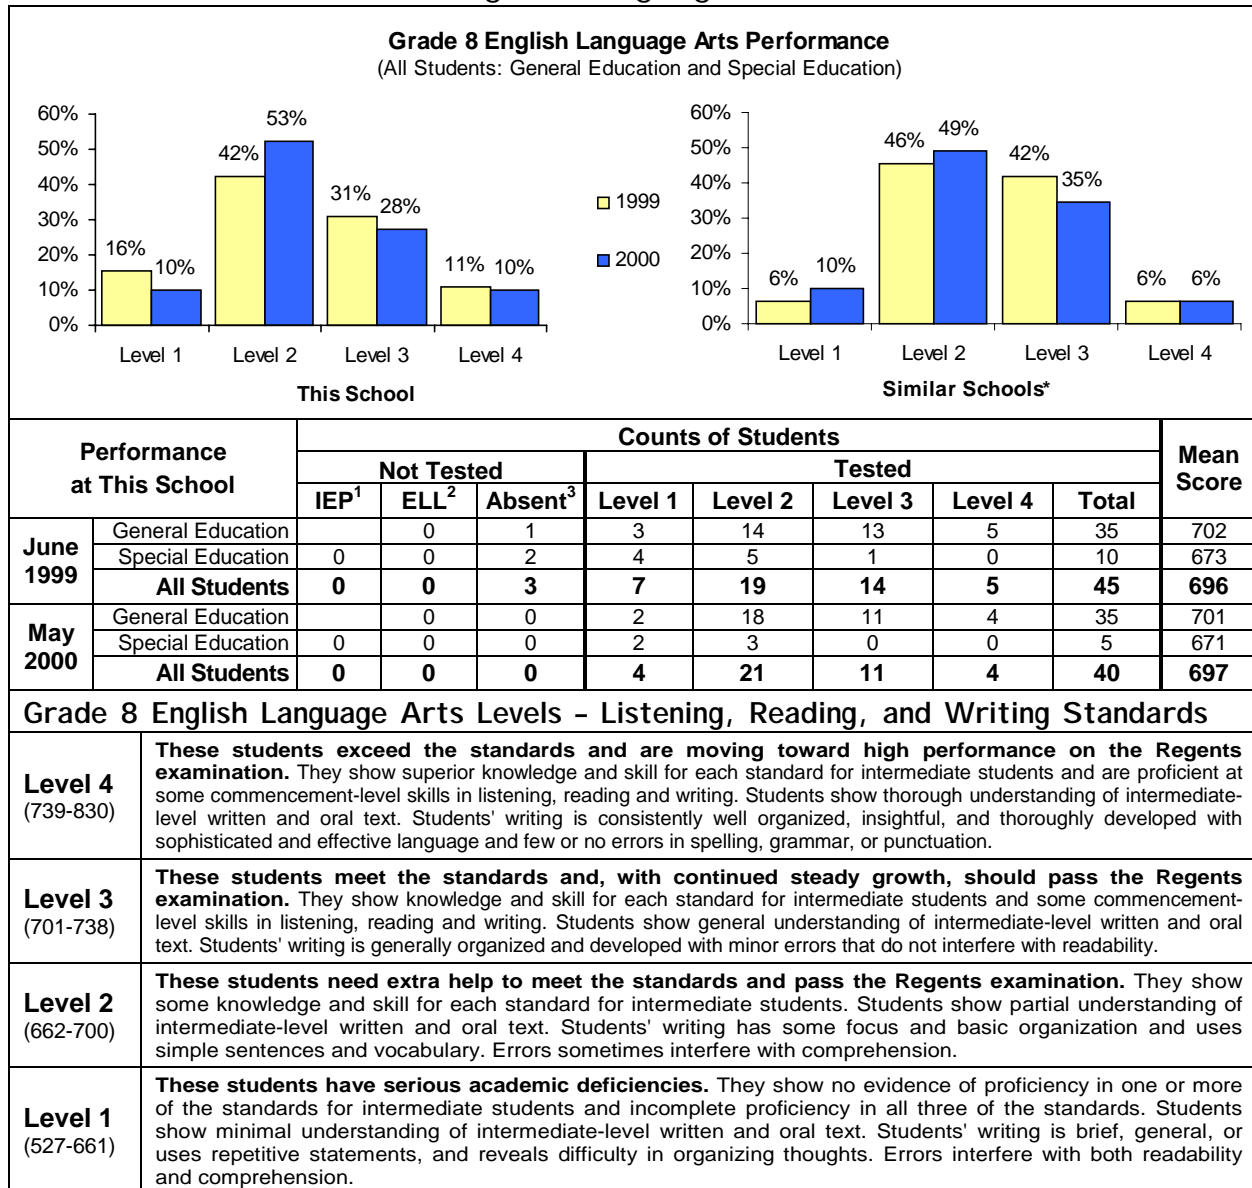 Grade 8 English Language Arts Performance
(All Students: General Education and Special Education)
60%
50%
40%
30%
20%
10%
0%
16%
10%
42%
53%
31%
28%
11%
10%
Level 1
Level 2
Level 3
Level 4
This School
1999
2000
60%
50%
40%
30%
20%
10%
0%
6%
10%
46%
49%
42%
35%
6%
6%
Level 1
Level 2
Level 3
Level 4
Similar Schools*
Performance
at This School
Counts of Students
Mean
Score
Not Tested
Tested
IEP1 ELL2 Absent3 Level 1 Level 2 Level 3 Level 4 Total
June
1999
General Education 0 1 3 14 13 5 35 702
Special Education 0 0 2 4 5 1 0 10 673
All Students 0 0 3 7 19 14 5 45 696
May
2000
General Education 0 0 2 18 11 4 35 701
Special Education 0 0 0 2 3 0 0 5 671
All Students 0 0 0 4 21 11 4 40 697
Grade 8 English Language Arts Levels – Listening, Reading, and Writing Standards
Level 4
(739-830)
These students exceed the standards and are moving toward high performance on the Regents
examination. They show superior knowledge and skill for each standard for intermediate students and are proficient at
some commencement-level skills in listening, reading and writing. Students show thorough understanding of intermediate-
level written and oral text. Students' writing is consistently well organized, insightful, and thoroughly developed with
sophisticated and effective language and few or no errors in spelling, grammar, or punctuation.
Level 3
(701-738)
These students meet the standards and, with continued steady growth, should pass the Regents
examination. They show knowledge and skill for each standard for intermediate students and some commencement-
level skills in listening, reading and writing. Students show general understanding of intermediate-level written and oral
text. Students' writing is generally organized and developed with minor errors that do not interfere with readability.
Level 2
(662-700)
These students need extra help to meet the standards and pass the Regents examination. They show
some knowledge and skill for each standard for intermediate students. Students show partial understanding of
intermediate-level written and oral text. Students' writing has some focus and basic organization and uses
simple sentences and vocabulary. Errors sometimes interfere with comprehension.
Level 1
(527-661)
These students have serious academic deficiencies. They show no evidence of proficiency in one or more
of the standards for intermediate students and incomplete proficiency in all three of the standards. Students
show minimal understanding of intermediate-level written and oral text. Students' writing is brief, general, or
uses repetitive statements, and reveals difficulty in organizing thoughts. Errors interfere with both readability
and comprehension.